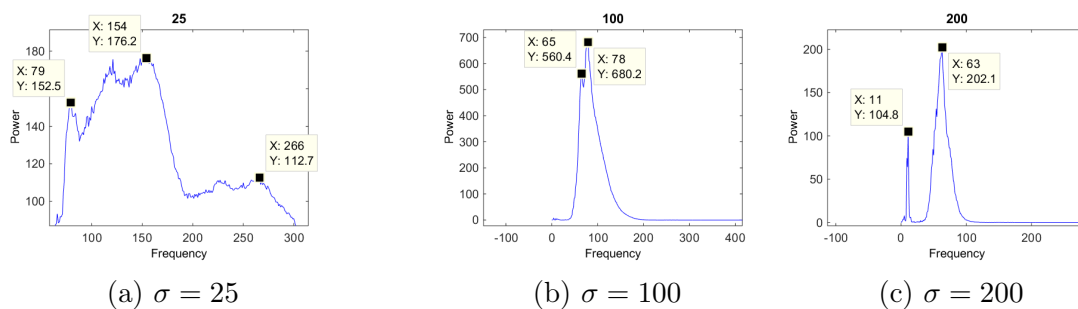 25
X: 154
Y: 176.2
X: 79
Y: 152.5
X: 266
Y: 112.7
180
160
140
120
100
Power
100 150 200 250 300
Frequency
(a) σ = 25
100
X: 65
Y: 560.4
X: 78
Y: 680.2
700
600
500
400
300
200
100
0
Power
-100 0 100 200 300 400
Frequency
(b) σ = 100
200
X: 63
Y: 202.1
X: 11
Y: 104.8
200
150
100
50
0
Power
-100 0 100 200
Frequency
(c) σ = 200